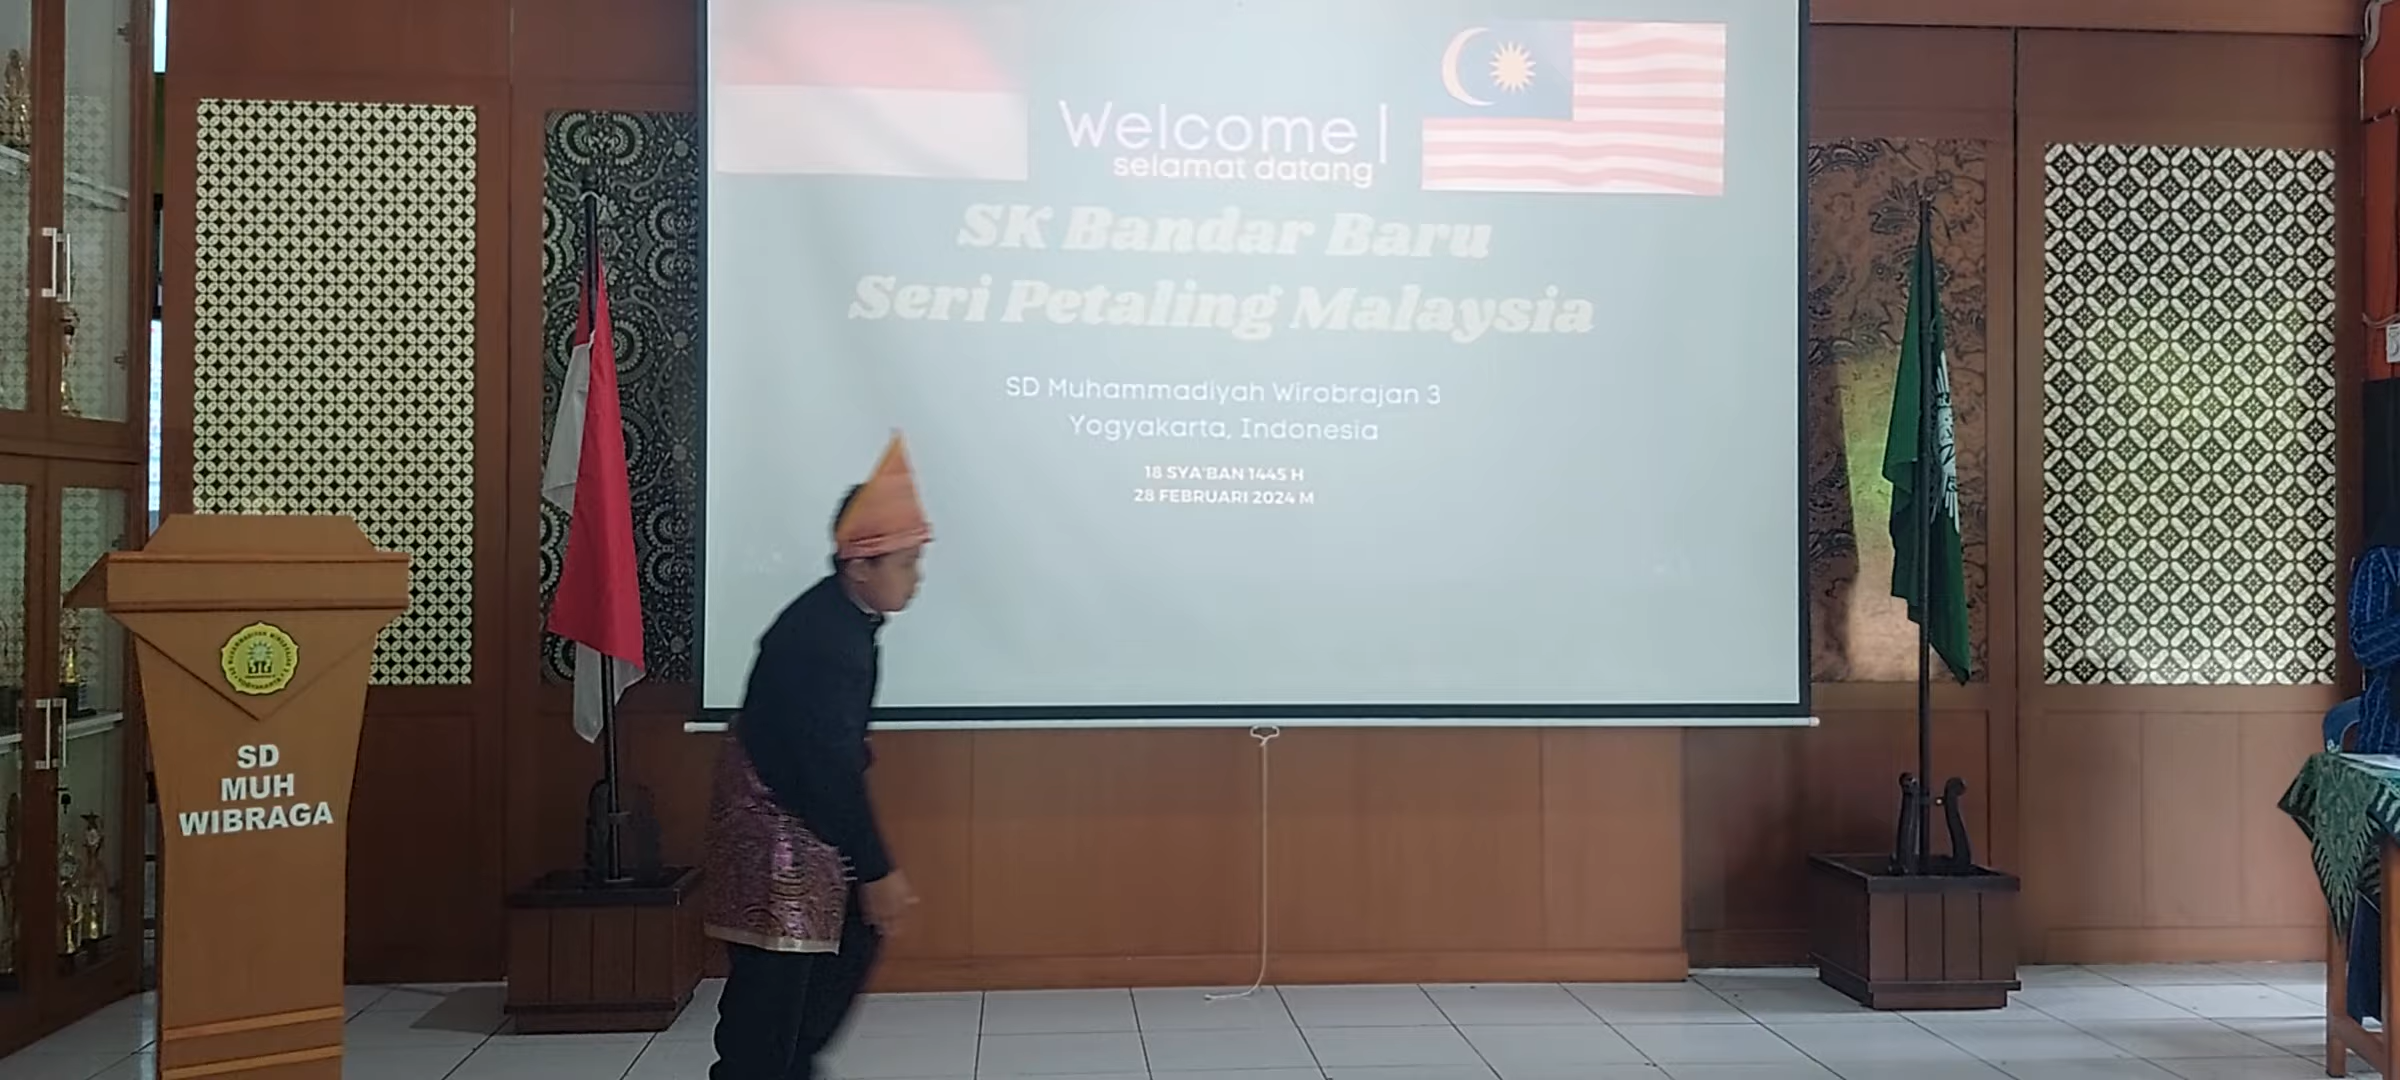 Welcome |
selamat datang
SK Bandar Baru
Seri Petaling Malaysia
SD Muhammadiyah Wirobrajan 3
Yogyakarta, Indonesia
18 SYA'BAN 1445 H
28 FEBRUARI 2024 M
SD
MUH
WIBRAGA